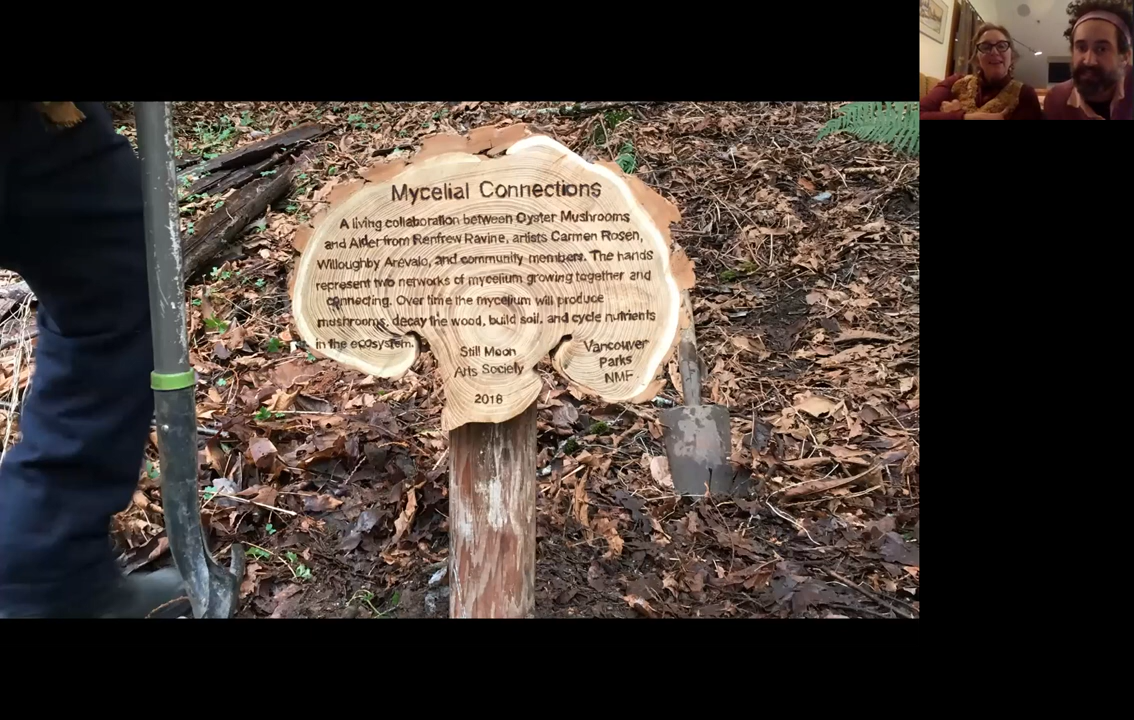 Mycelial Connections
A living collaboration between Oyster Mushrooms
and Alder from Renfrew Ravine, artists Carmen Rosen,
Willoughby Arévalo, and community members. The hands
represent two networks of mycelium growing together and
connecting. Over time the mycelium will produce
mushrooms, decay the wood, build soil, and cycle nutrients
in the ecosystem.
Still Moon
Arts Society
2018
Vancouver
Parks
NMF